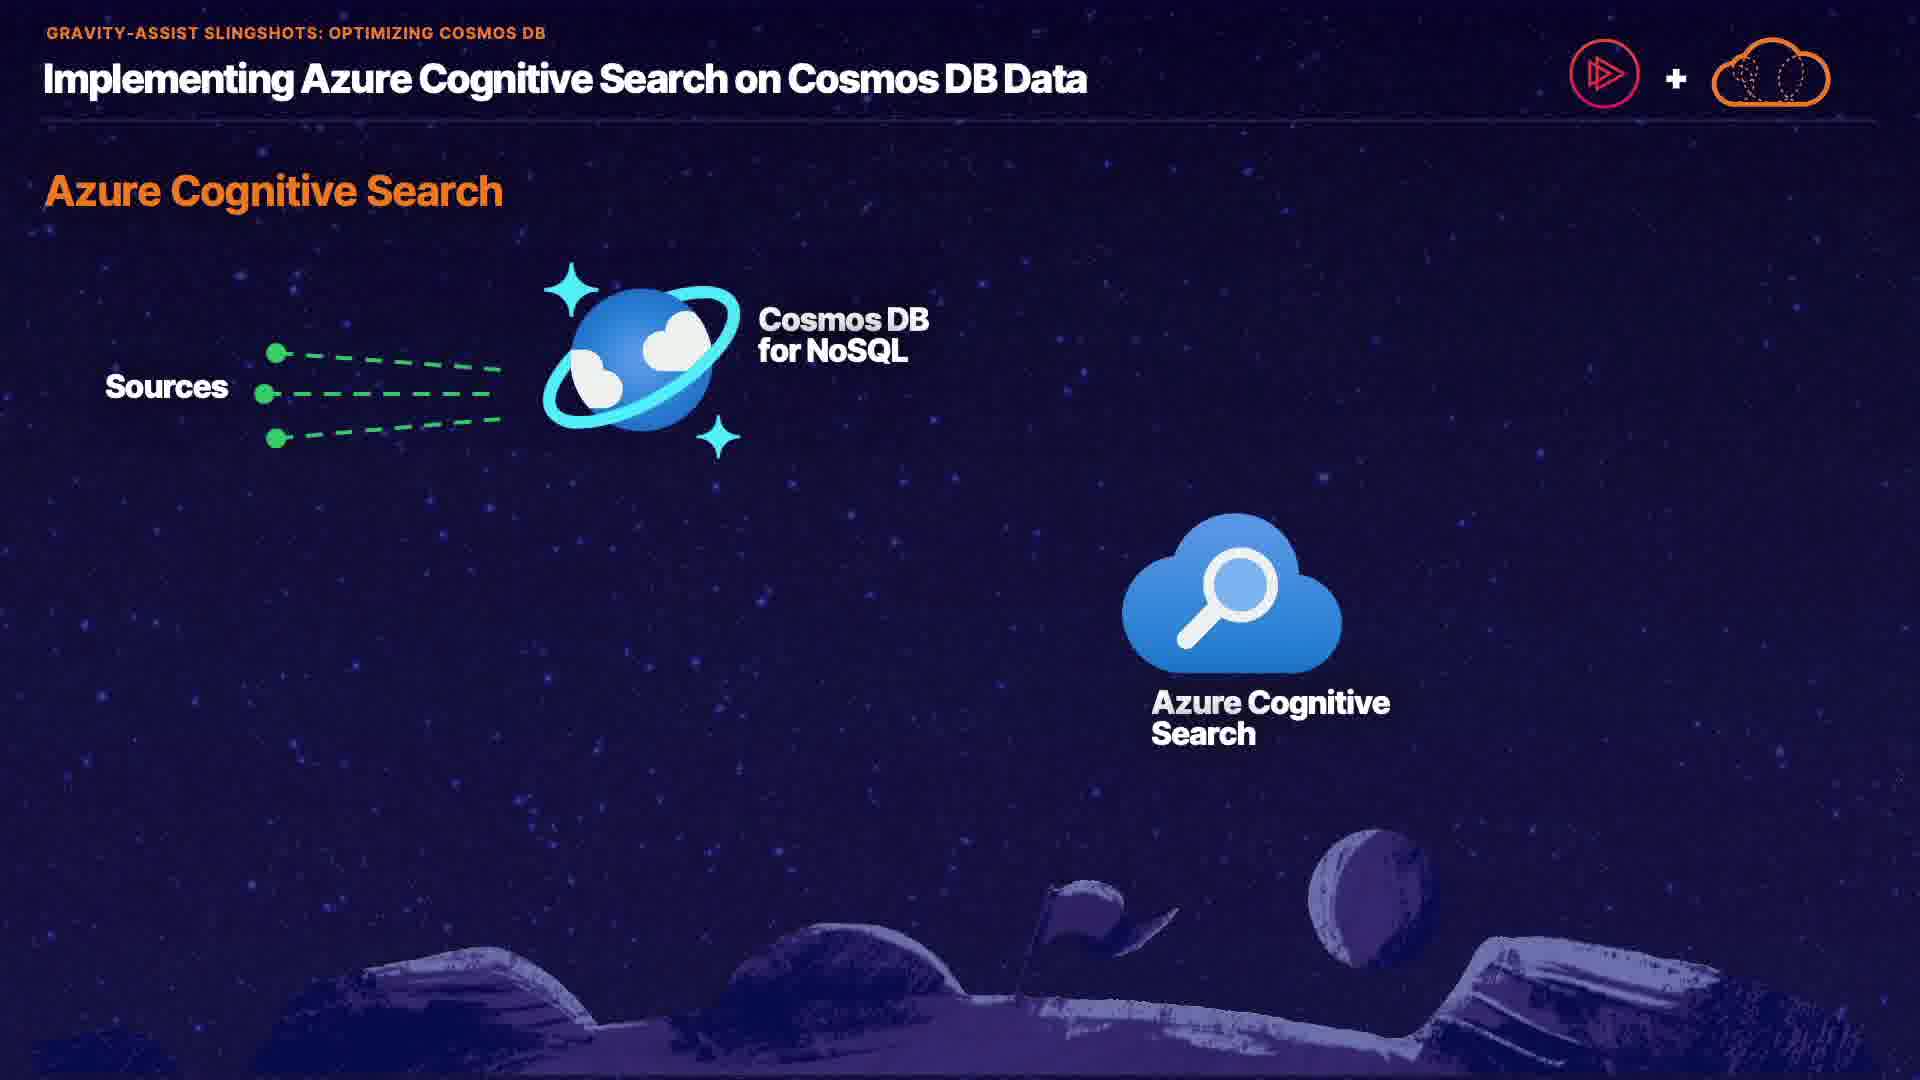 GRAVITY-ASSIST SLINGSHOTS: OPTIMIZING COSMOS DB
Implementing Azure Cognitive Search on Cosmos DB Data
+
Azure Cognitive Search
Cosmos DB
for NoSQL
Sources
Azure Cognitive
Search